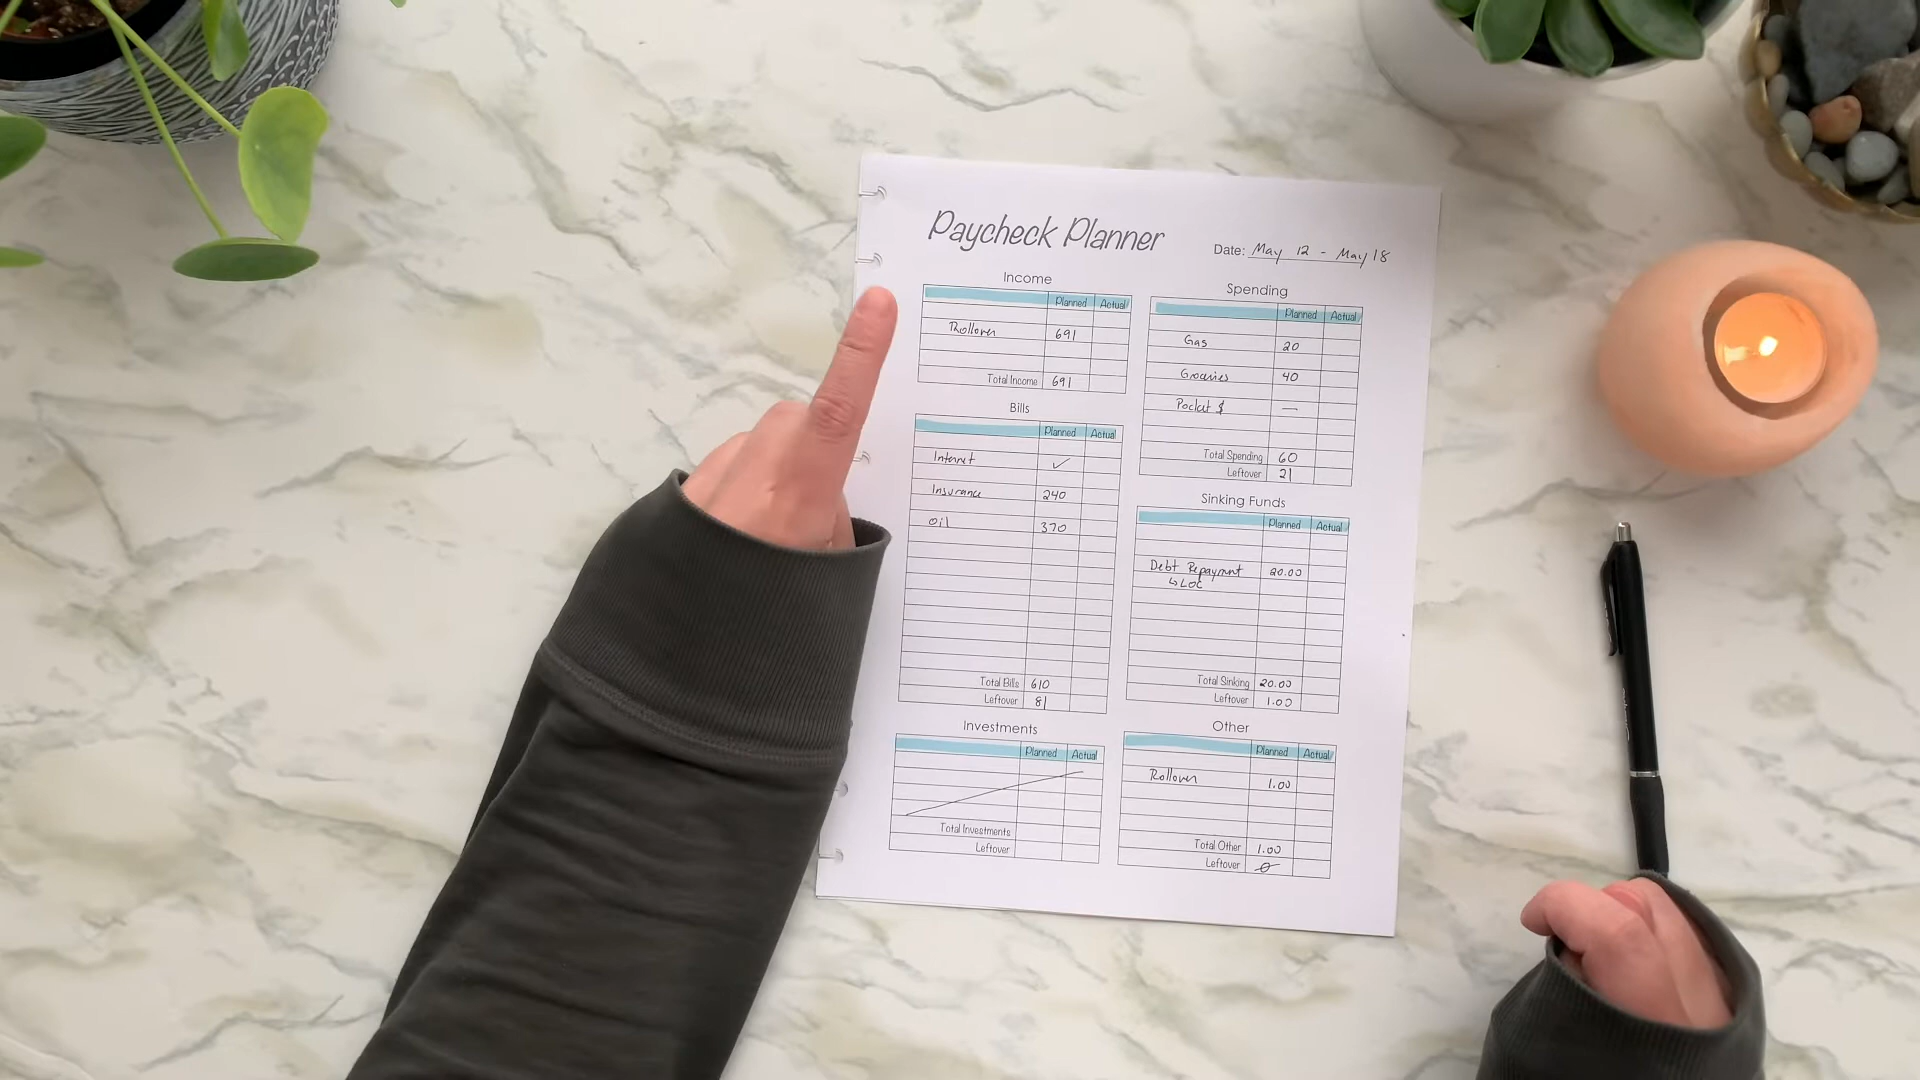 Paycheck Planner
Date: May 12 - May 18
Income
Planned Actual
Rollover 691
Total Income 691
Bills
Planned Actual
Internet ✓
Insurance 240
Oil 370
Total Bills 610
Leftover 81
Investments
Planned Actual
Total Investments
Leftover
Spending
Planned Actual
Gas 20
Groceries 40
Pocket $ —
Total Spending 60
Leftover 21
Sinking Funds
Planned Actual
Debt Repayment 20.00
↳ LOC
Total Sinking 20.00
Leftover 1.00
Other
Planned Actual
Rollover 1.00
Total Other 1.00
Leftover 0